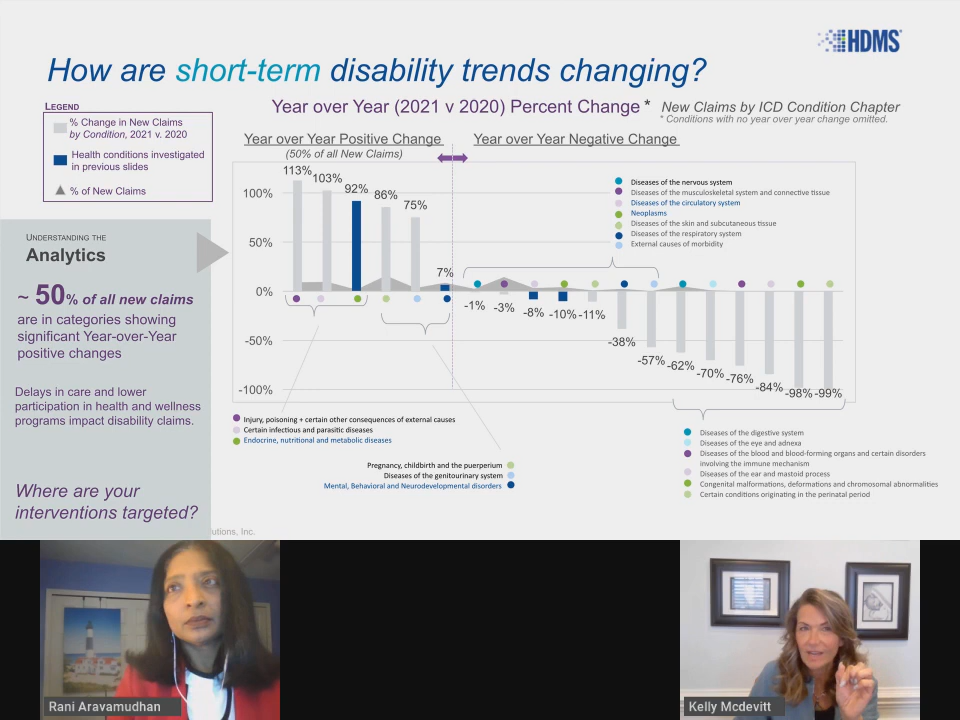 HDMS
How are short-term disability trends changing?
LEGEND
% Change in New Claims
by Condition, 2021 v. 2020
Health conditions investigated
in previous slides
% of New Claims
Year over Year (2021 v 2020) Percent Change * New Claims by ICD Condition Chapter
* Conditions with no year over year change omitted.
Year over Year Positive Change
(50% of all New Claims)
Year over Year Negative Change
100%
50%
0%
-50%
-100%
113%
103%
92%
86%
75%
7%
-1%
-3%
-8%
-10%
-11%
-38%
-57%
-62%
-70%
-76%
-84%
-98%
-99%
Diseases of the nervous system
Diseases of the musculoskeletal system and connective tissue
Diseases of the circulatory system
Neoplasms
Diseases of the skin and subcutaneous tissue
Diseases of the respiratory system
External causes of morbidity
Injury, poisoning + certain other consequences of external causes
Certain infectious and parasitic diseases
Endocrine, nutritional and metabolic diseases
Pregnancy, childbirth and the puerperium
Diseases of the genitourinary system
Mental, Behavioral and Neurodevelopmental disorders
Diseases of the digestive system
Diseases of the eye and adnexa
Diseases of the blood and blood-forming organs and certain disorders
involving the immune mechanism
Diseases of the ear and mastoid process
Congenital malformations, deformations and chromosomal abnormalities
Certain conditions originating in the perinatal period
UNDERSTANDING THE
Analytics
~ 50% of all new claims
are in categories showing
significant Year-over-Year
positive changes
Delays in care and lower
participation in health and wellness
programs impact disability claims.
Where are your
interventions targeted?
utions, Inc.
Rani Aravamudhan
Kelly Mcdevitt